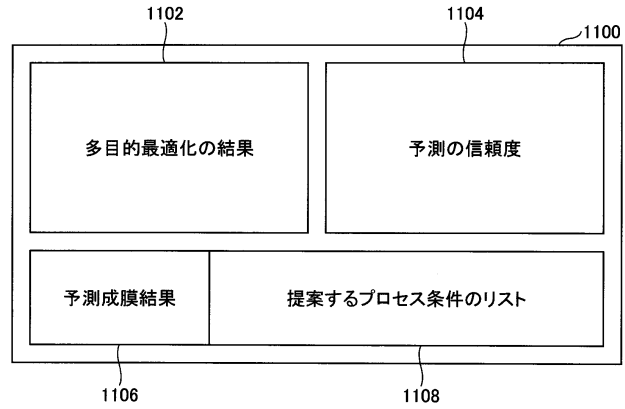 1102
1104
1100
多目的最適化の結果
予測の信頼度
予測成膜結果
提案するプロセス条件のリスト
1106
1108